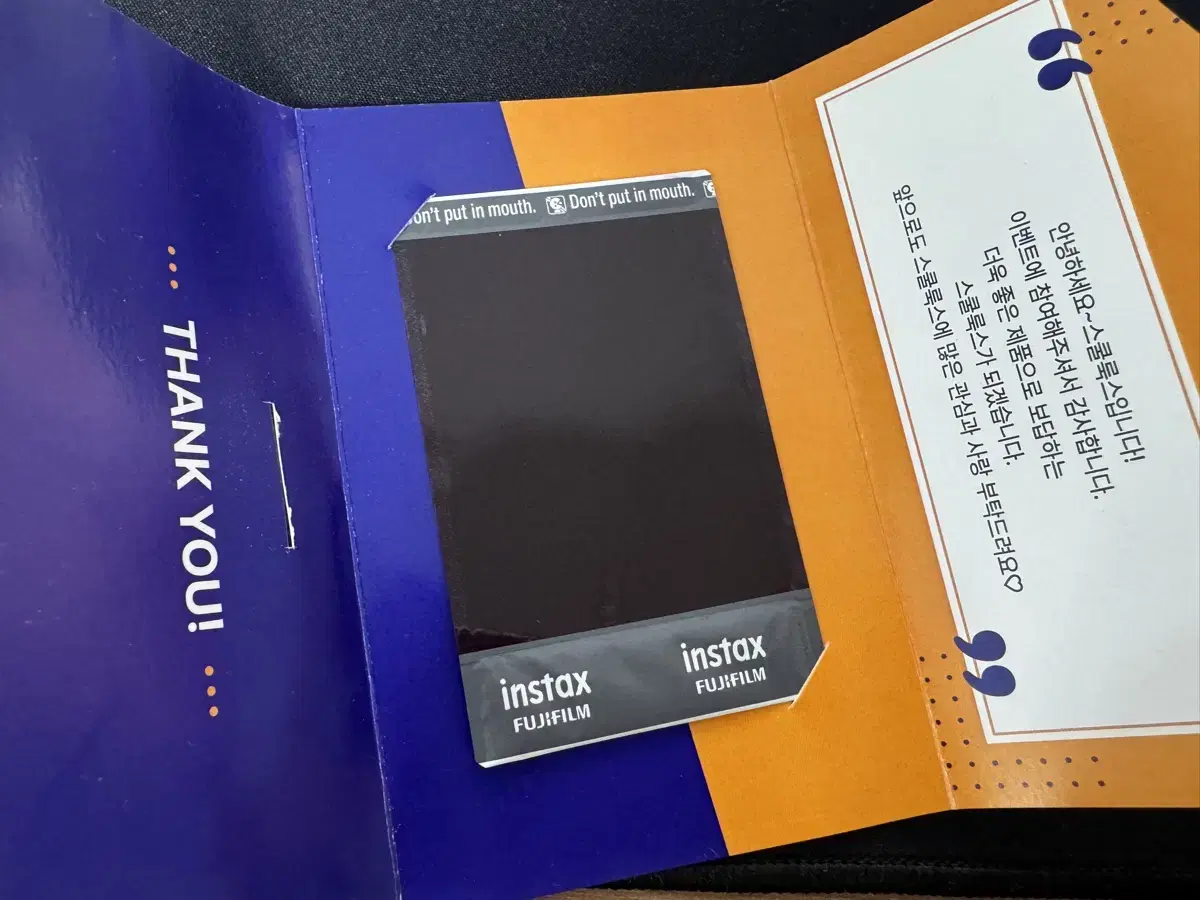 THANK YOU!
on't put in mouth. Don't put in mouth.
instax instax
FUJIFILM FUJIFILM
안녕하세요~스쿨룩스입니다!
이벤트에 참여해주셔서 감사합니다.
더욱 좋은 제품으로 보답하는
스쿨룩스가 되겠습니다.
앞으로도 스쿨룩스에 많은 관심과 사랑 부탁드려요♡